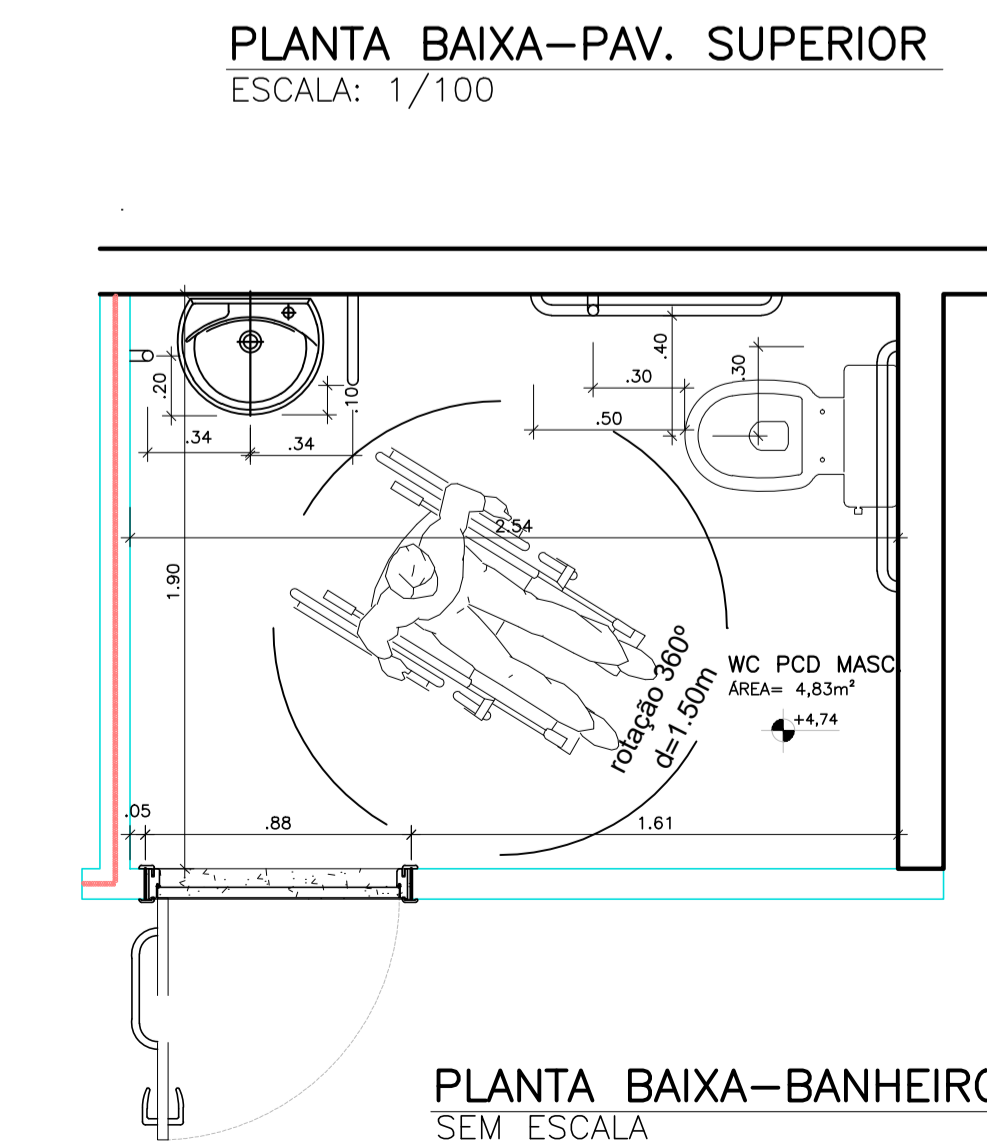 PLANTA BAIXA-PAV. SUPERIOR
ESCALA: 1/100
.20
.10
.40
.30
.30
.50
.34
.34
2.54
1.90
rotação 360º
d=1.50m
WC PCD MASC.
ÁREA= 4,83m²
+4,74
.05
.88
1.61
PLANTA BAIXA-BANHEIRO
SEM ESCALA